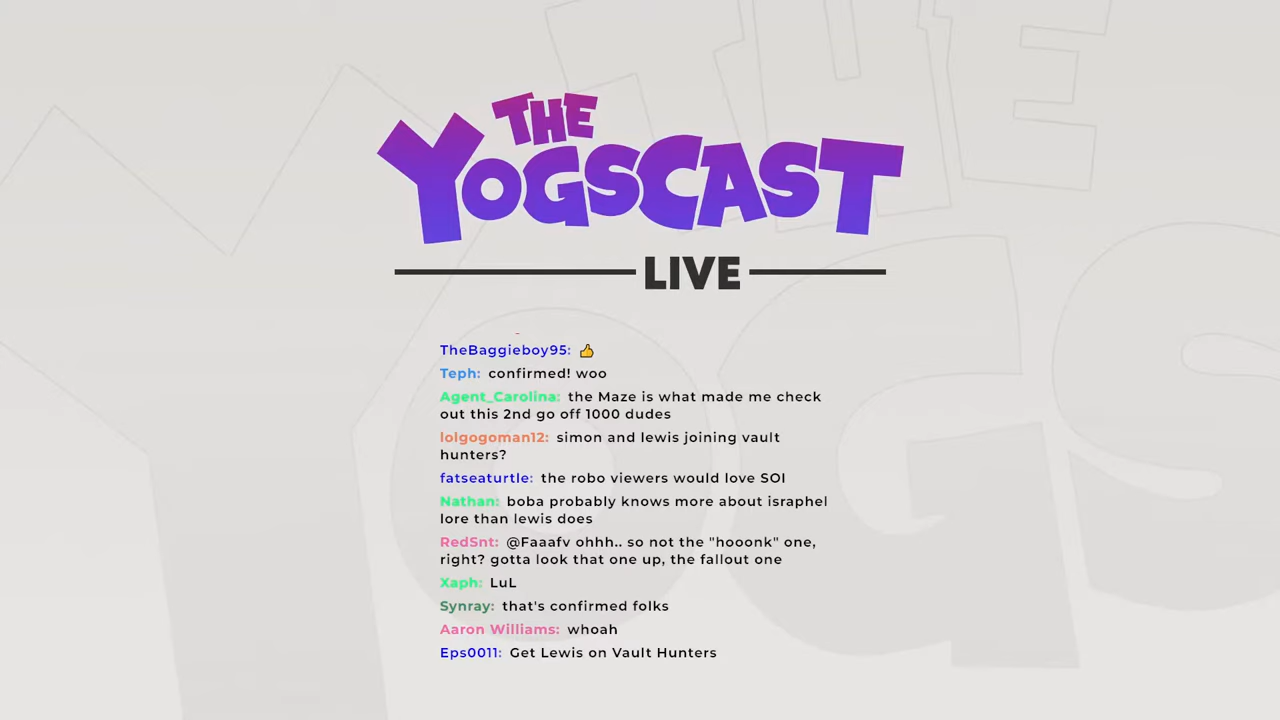 THE
YOGSCAST
LIVE
TheBaggieboy95: 👍
Teph: confirmed! woo
Agent_Carolina: the Maze is what made me check
out this 2nd go off 1000 dudes
lolgogoman12: simon and lewis joining vault
hunters?
fatseaturtle: the robo viewers would love SOI
Nathan: boba probably knows more about israphel
lore than lewis does
RedSnt: @Faaafv ohhh.. so not the "hooonk" one,
right? gotta look that one up, the fallout one
Xaph: LuL
Synray: that's confirmed folks
Aaron Williams: whoah
Eps0011: Get Lewis on Vault Hunters